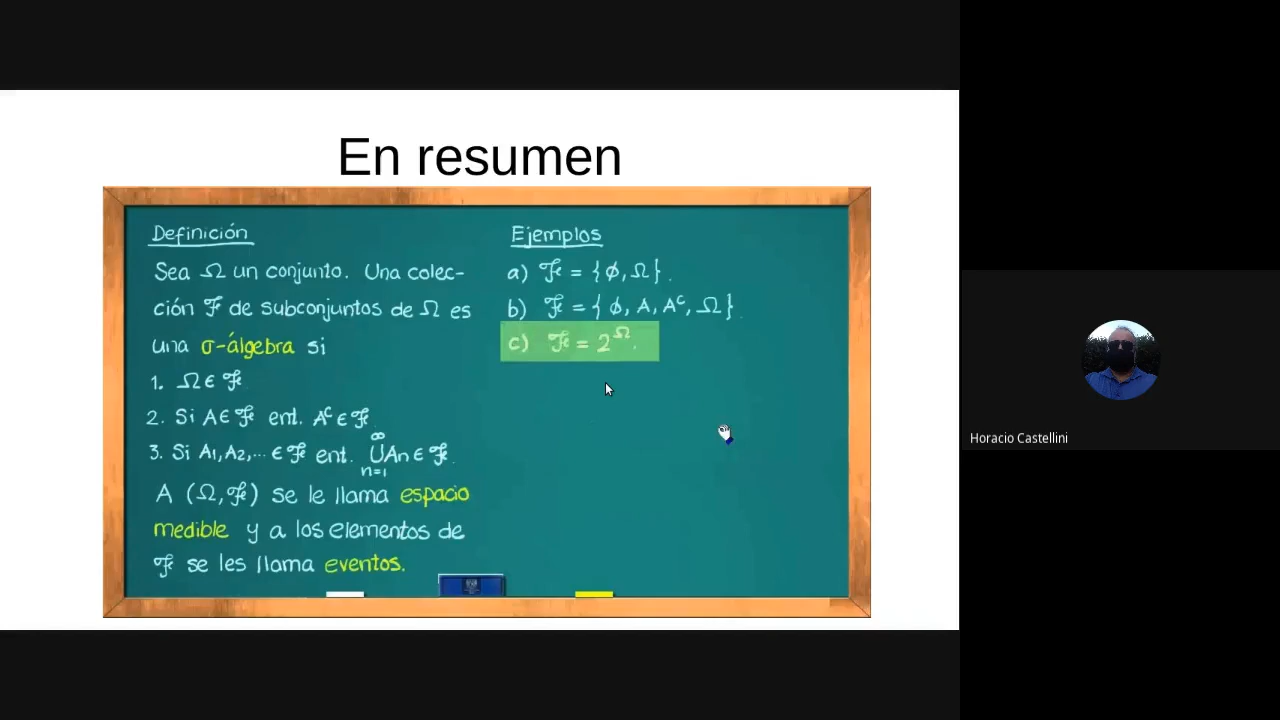 En resumen
Definición
Sea Ω un conjunto. Una colec-
ción ℱ de subconjuntos de Ω es
una σ-álgebra si
1. Ω ∈ ℱ
2. Si A ∈ ℱ ent. Aᶜ ∈ ℱ.
3. Si A₁, A₂, ... ∈ ℱ ent. ∞ ∪ n=1 An ∈ ℱ.
A (Ω, ℱ) se le llama espacio
medible y a los elementos de
ℱ se les llama eventos.
Ejemplos
a) ℱ = { ϕ, Ω }.
b) ℱ = { ϕ, A, Aᶜ, Ω }.
c) ℱ = 2^Ω.
Horacio Castellini